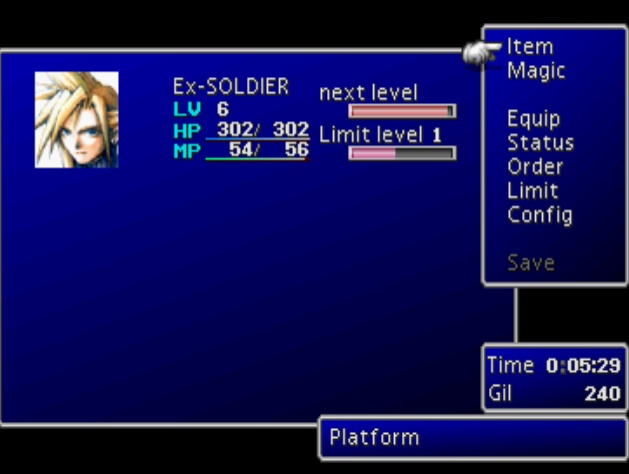 Ex-SOLDIER
LV 6
HP 302/ 302
MP 54/ 56
next level
Limit level 1
Item
Magic
Equip
Status
Order
Limit
Config
Save
Time 0:05:29
Gil 240
Platform